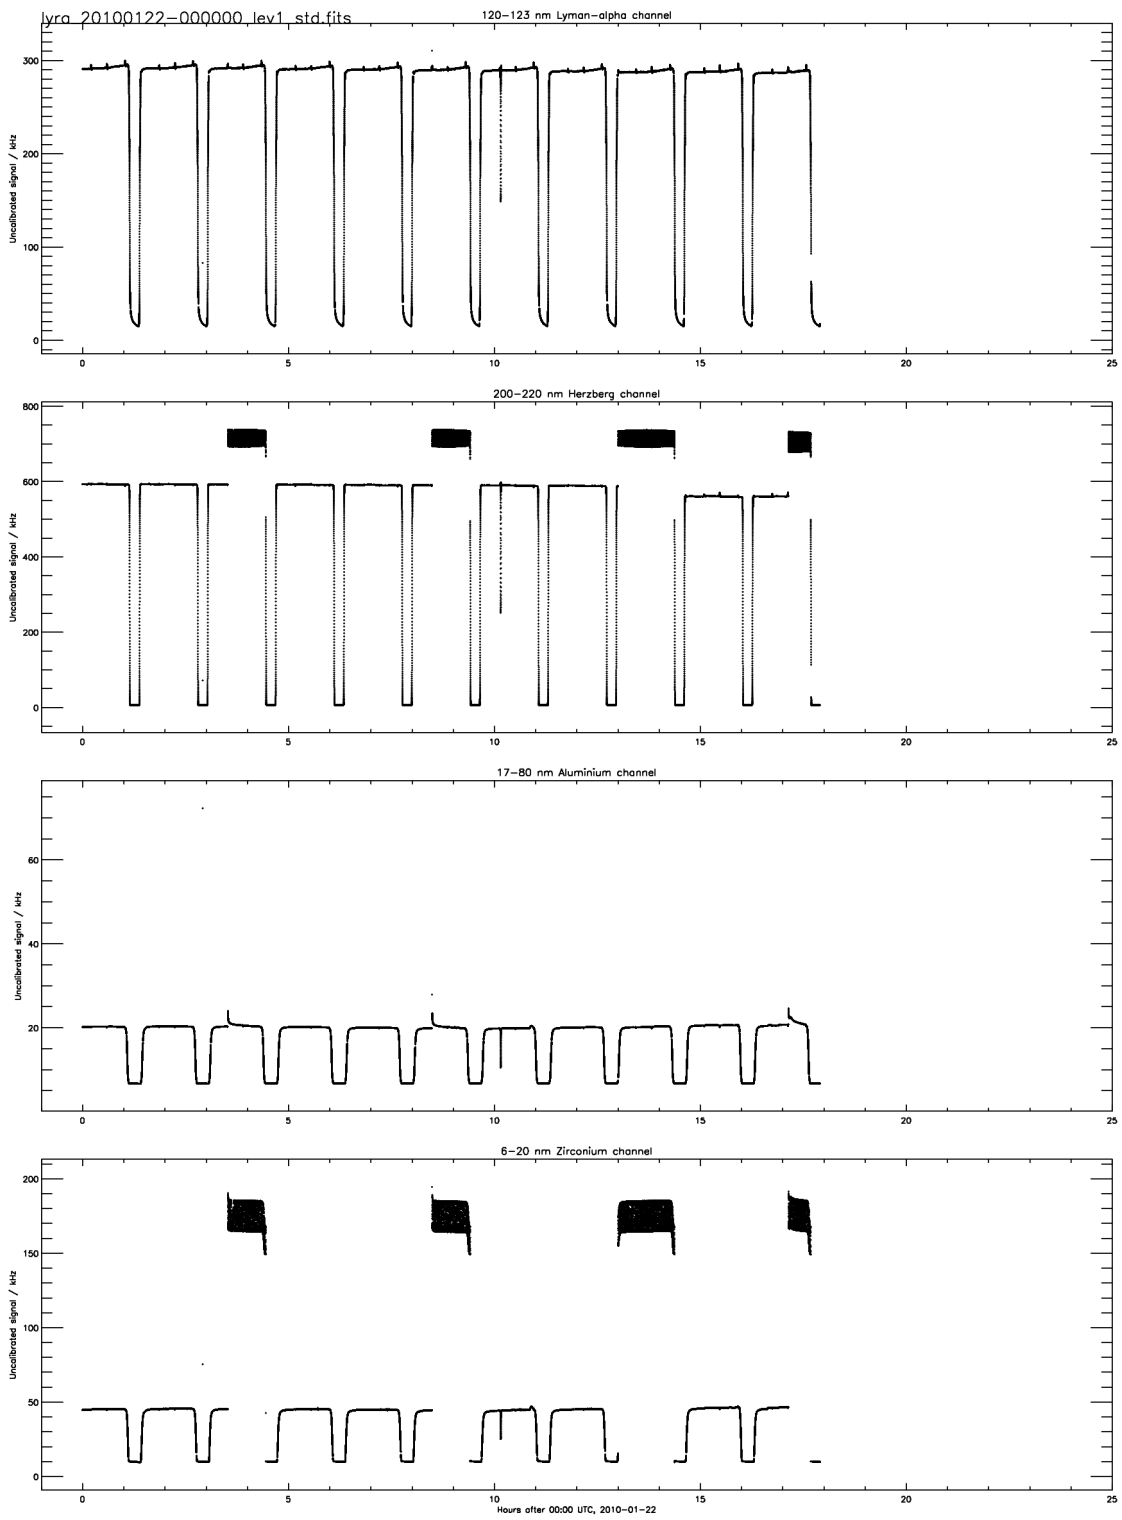 lyra_20100122-000000_lev1_std.fits
120-123 nm Lyman-alpha channel
300
200
100
0
Uncalibrated signal / kHz
0 5 10 15 20 25
200-220 nm Herzberg channel
800
600
400
200
0
Uncalibrated signal / kHz
0 5 10 15 20 25
17-80 nm Aluminium channel
60
40
20
Uncalibrated signal / kHz
0 5 10 15 20 25
6-20 nm Zirconium channel
200
150
100
50
0
Uncalibrated signal / kHz
0 5 10 15 20 25
Hours after 00:00 UTC, 2010-01-22